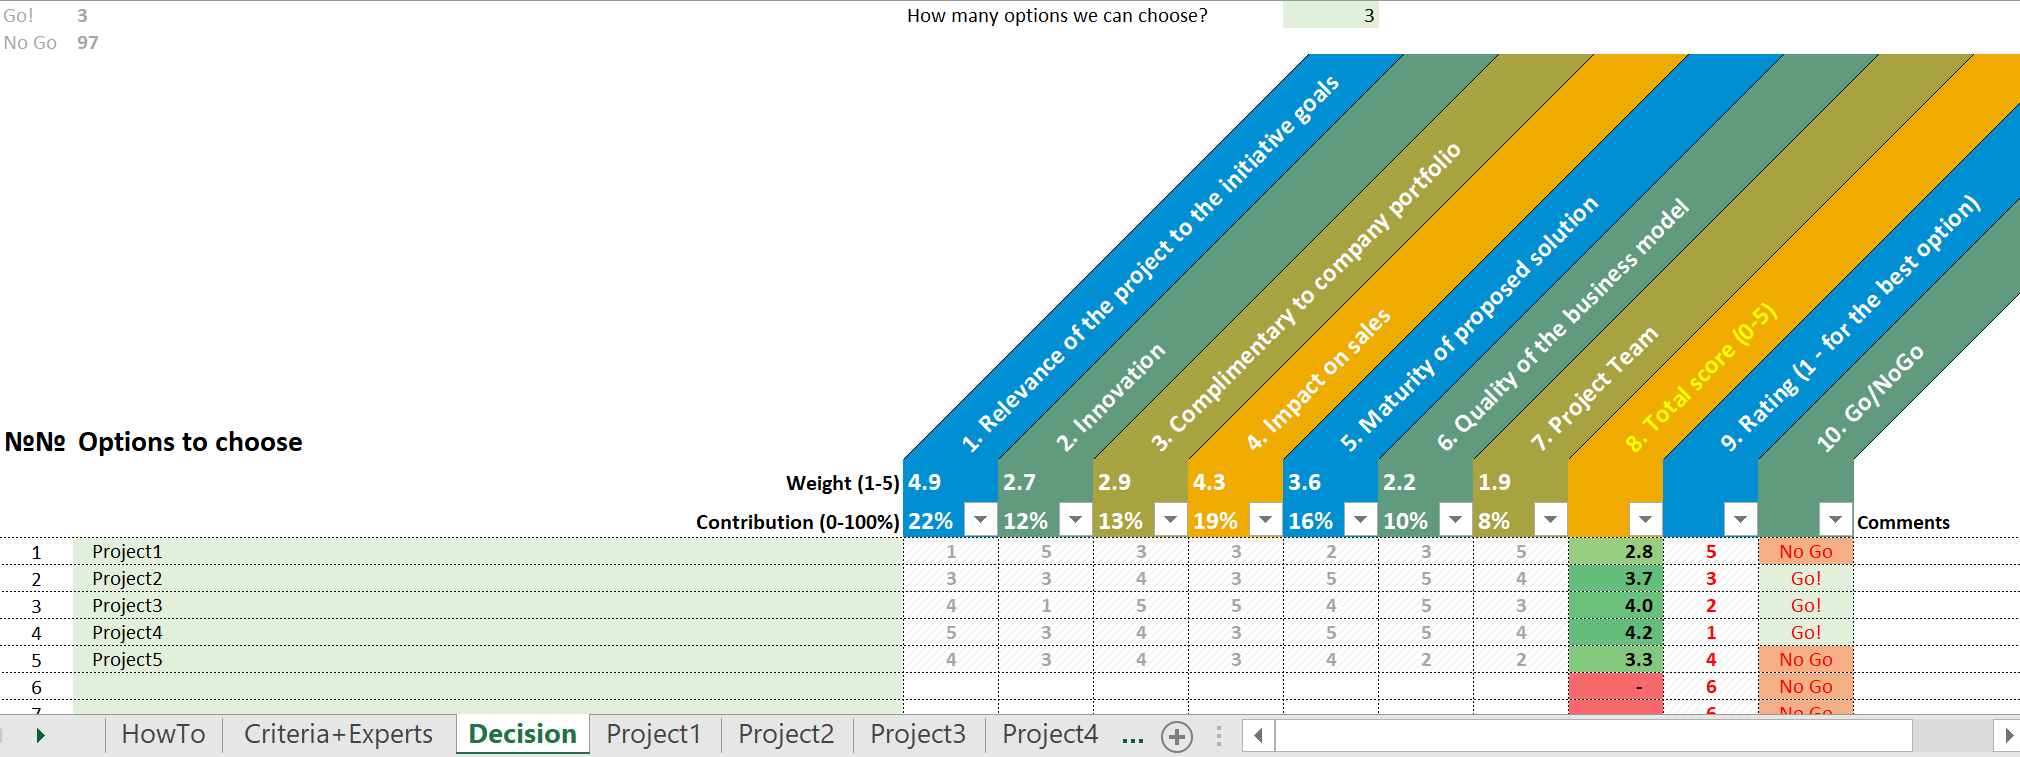 Go! 3 How many options we can choose? 3
No Go 97
1. Relevance of the project to the initiative goals
2. Innovation
3. Complimentary to company portfolio
4. Impact on sales
5. Maturity of proposed solution
6. Quality of the business model
7. Project Team
8. Total score (0-5)
9. Rating (1 - for the best option)
10. Go/NoGo
№№ Options to choose
Weight (1-5) 4.9 2.7 2.9 4.3 3.6 2.2 1.9
Contribution (0-100%) 22% 12% 13% 19% 16% 10% 8% Comments
1 Project1 1 5 3 3 2 3 5 2.8 5 No Go
2 Project2 3 3 4 3 5 5 4 3.7 3 Go!
3 Project3 4 1 5 5 4 5 3 4.0 2 Go!
4 Project4 5 3 4 3 5 5 4 4.2 1 Go!
5 Project5 4 3 4 3 4 2 2 3.3 4 No Go
6 - 6 No Go
7 6 No Go
HowTo Criteria+Experts Decision Project1 Project2 Project3 Project4 ...